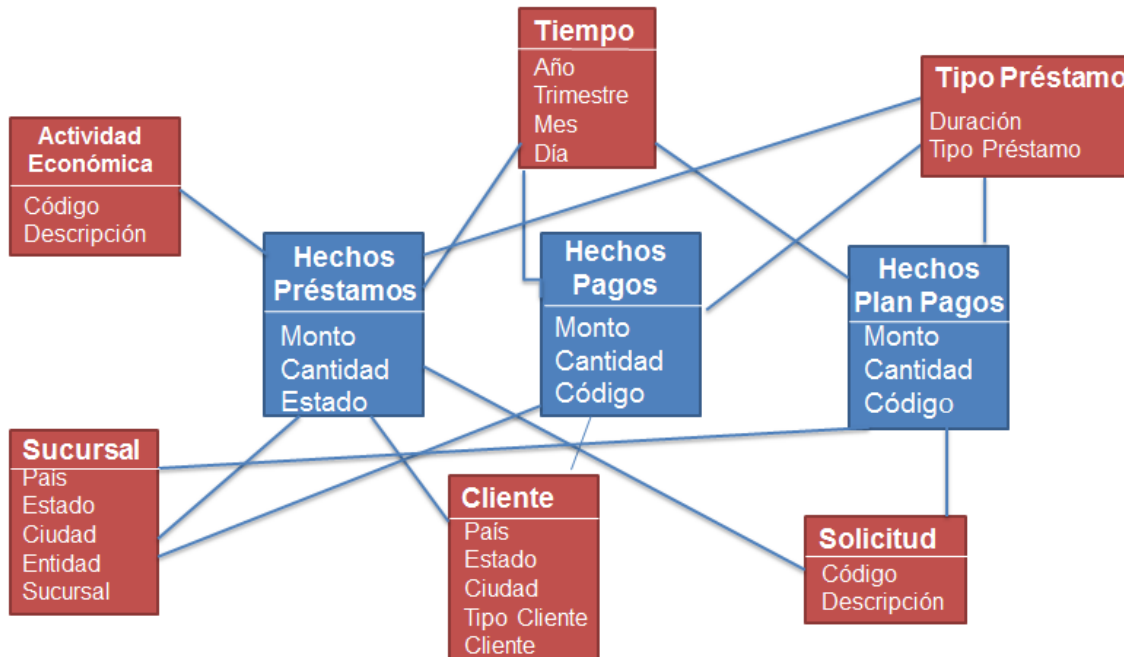 Tiempo
Año
Trimestre
Mes
Día
Tipo Préstamo
Duración
Tipo Préstamo
Actividad
Económica
Código
Descripción
Hechos
Préstamos
Monto
Cantidad
Estado
Hechos
Pagos
Monto
Cantidad
Código
Hechos
Plan Pagos
Monto
Cantidad
Código
Sucursal
País
Estado
Ciudad
Entidad
Sucursal
Cliente
País
Estado
Ciudad
Tipo Cliente
Cliente
Solicitud
Código
Descripción